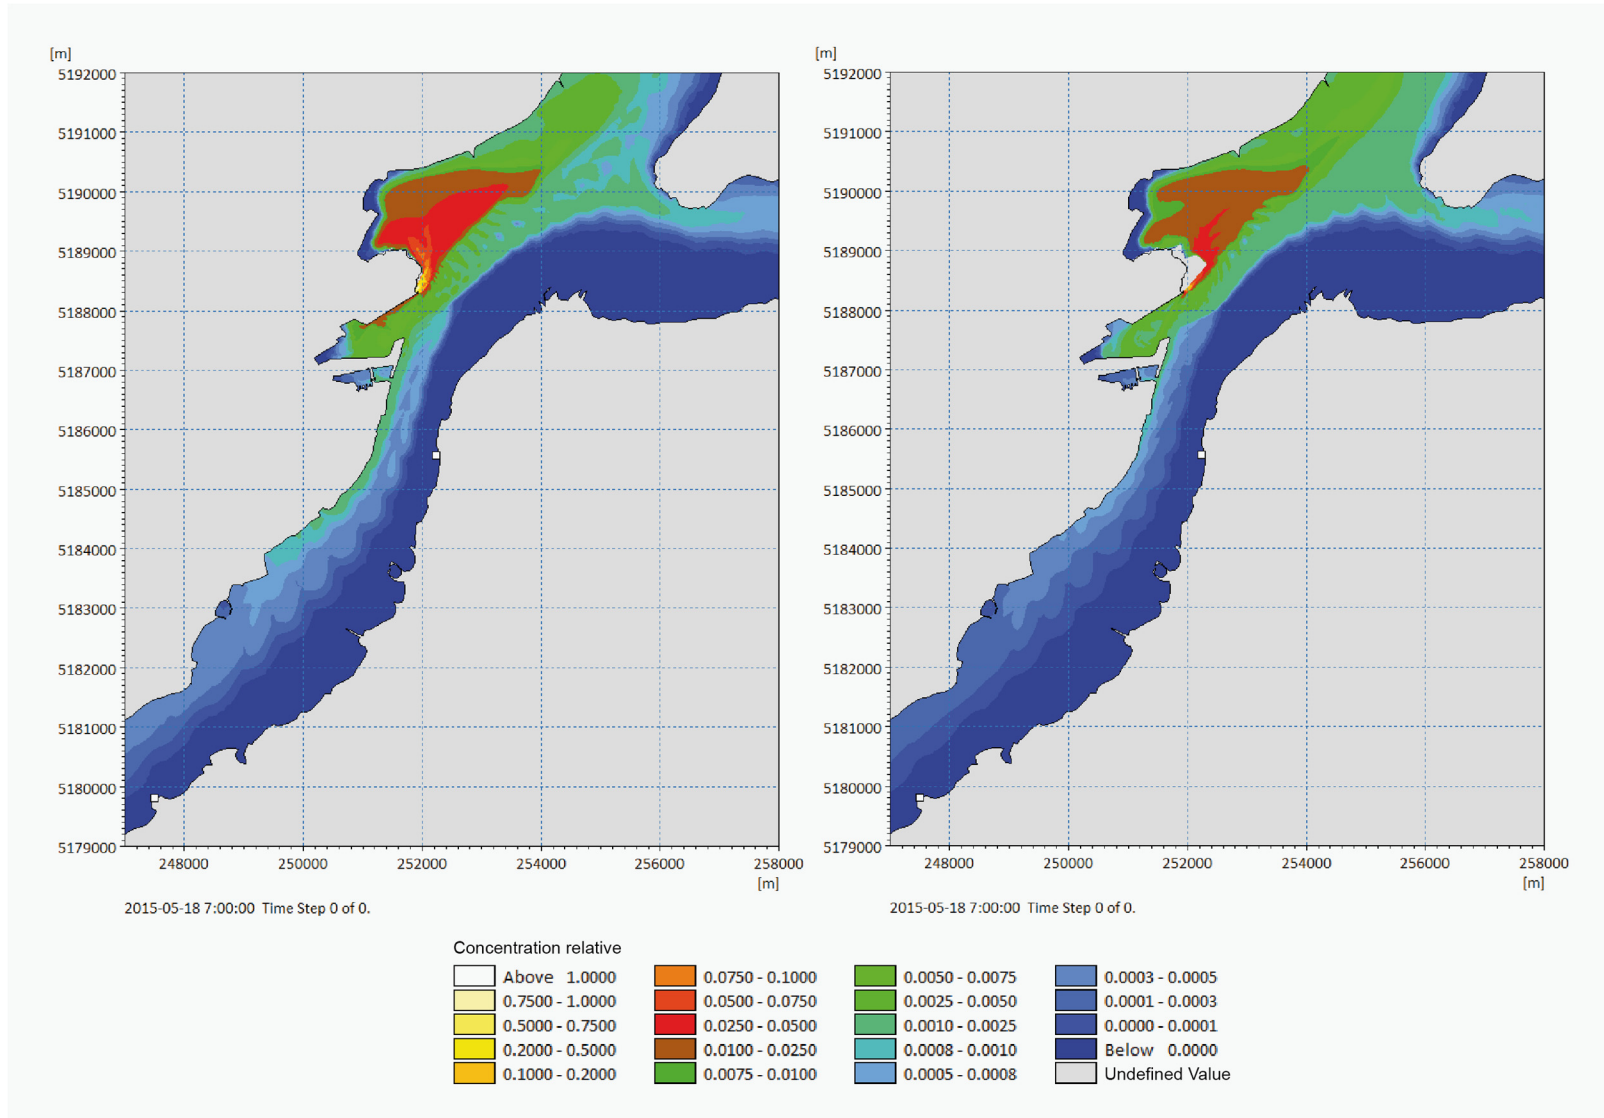 [m]
5192000
5191000
5190000
5189000
5188000
5187000
5186000
5185000
5184000
5183000
5182000
5181000
5180000
5179000
248000 250000 252000 254000 256000 258000
[m]
2015-05-18 7:00:00 Time Step 0 of 0.
[m]
5192000
5191000
5190000
5189000
5188000
5187000
5186000
5185000
5184000
5183000
5182000
5181000
5180000
5179000
248000 250000 252000 254000 256000 258000
[m]
2015-05-18 7:00:00 Time Step 0 of 0.
Concentration relative
Above 1.0000
0.7500 - 1.0000
0.5000 - 0.7500
0.2000 - 0.5000
0.1000 - 0.2000
0.0750 - 0.1000
0.0500 - 0.0750
0.0250 - 0.0500
0.0100 - 0.0250
0.0075 - 0.0100
0.0050 - 0.0075
0.0025 - 0.0050
0.0010 - 0.0025
0.0008 - 0.0010
0.0005 - 0.0008
0.0003 - 0.0005
0.0001 - 0.0003
0.0000 - 0.0001
Below 0.0000
Undefined Value